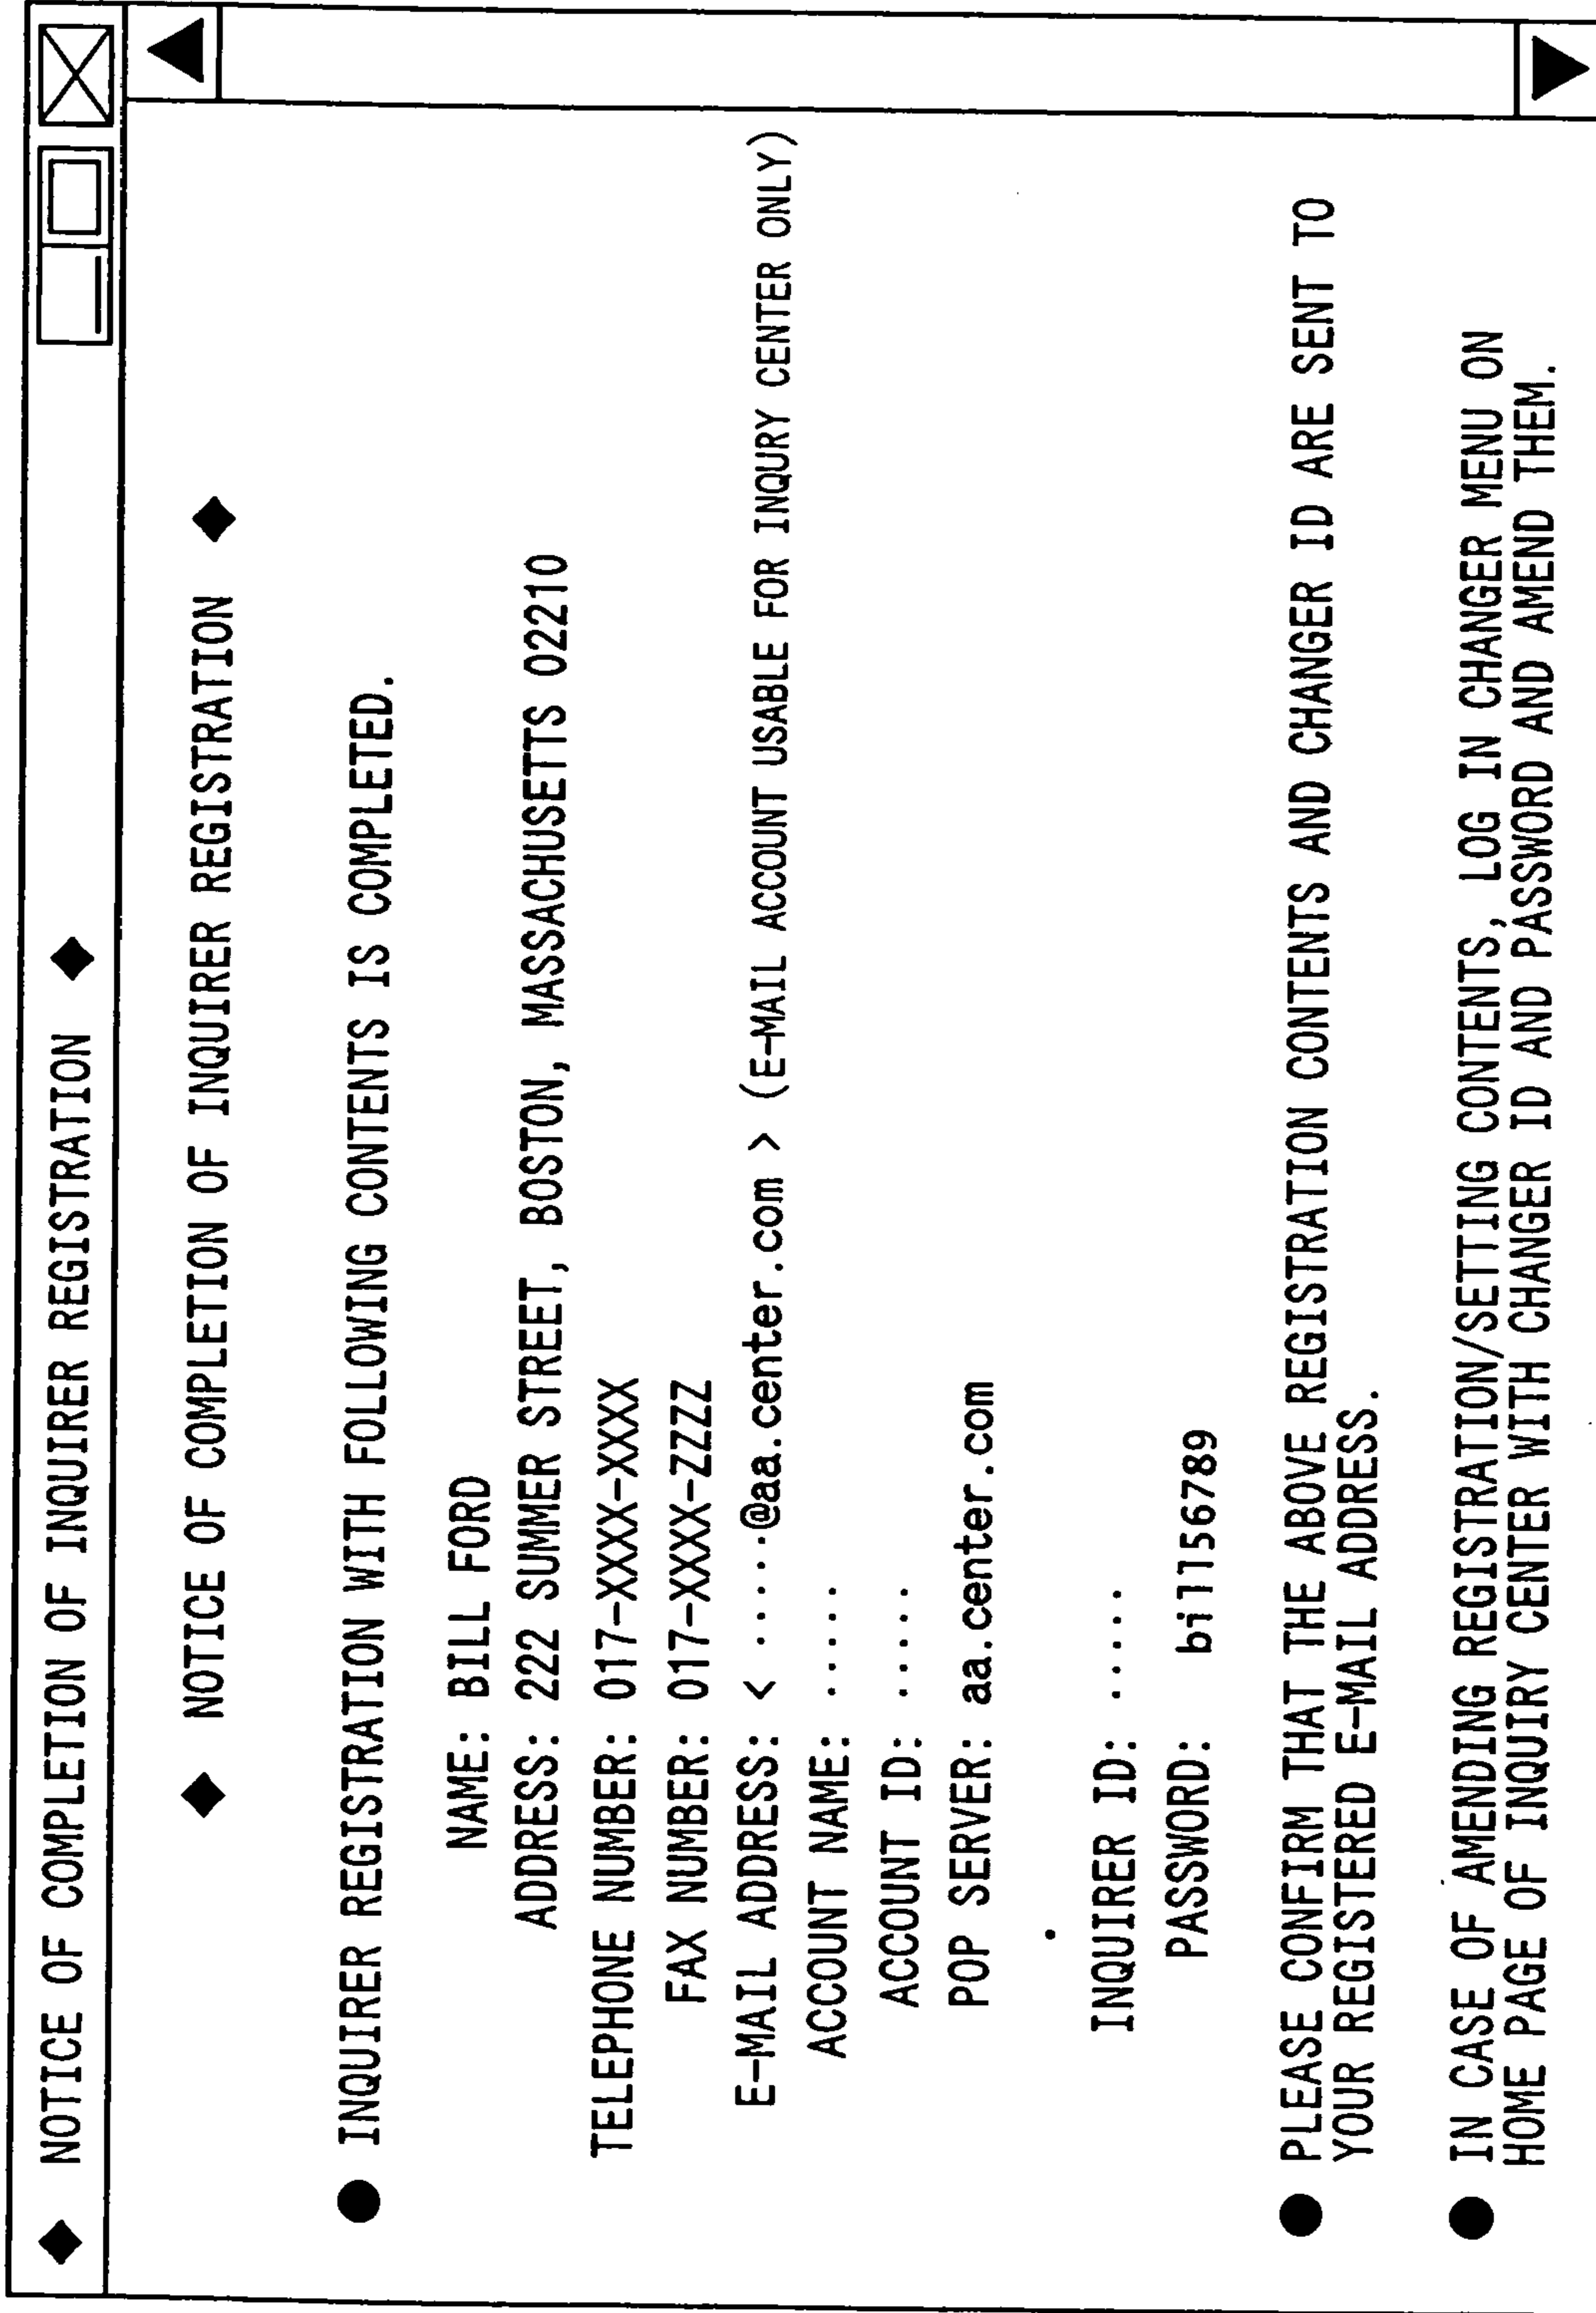 ◆ NOTICE OF COMPLETION OF INQUIRER REGISTRATION ◆
◆ NOTICE OF COMPLETION OF INQUIRER REGISTRATION ◆
● INQUIRER REGISTRATION WITH FOLLOWING CONTENTS IS COMPLETED.
NAME: BILL FORD
ADDRESS: 222 SUMMER STREET, BOSTON, MASSACHUSETTS 02210
TELEPHONE NUMBER: 017-XXXX-XXXX
FAX NUMBER: 017-XXXX-ZZZZ
E-MAIL ADDRESS: < ·····@aa.center.com > (E-MAIL ACCOUNT USABLE FOR INQURY CENTER ONLY)
ACCOUNT NAME: ·····
ACCOUNT ID: ·····
POP SERVER: aa.center.com
INQUIRER ID: ·····
PASSWORD: bill56789
● PLEASE CONFIRM THAT THE ABOVE REGISTRATION CONTENTS AND CHANGER ID ARE SENT TO
YOUR REGISTERED E-MAIL ADDRESS.
● IN CASE OF AMENDING REGISTRATION/SETTING CONTENTS, LOG IN CHANGER MENU ON
HOME PAGE OF INQUIRY CENTER WITH CHANGER ID AND PASSWORD AND AMEND THEM.